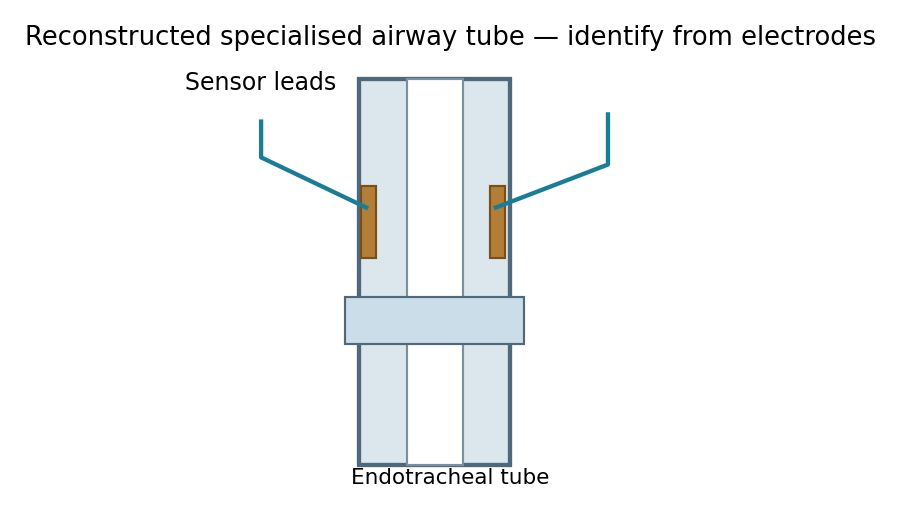 Reconstructed specialised airway tube — identify from electrodes
Sensor leads
Endotracheal tube